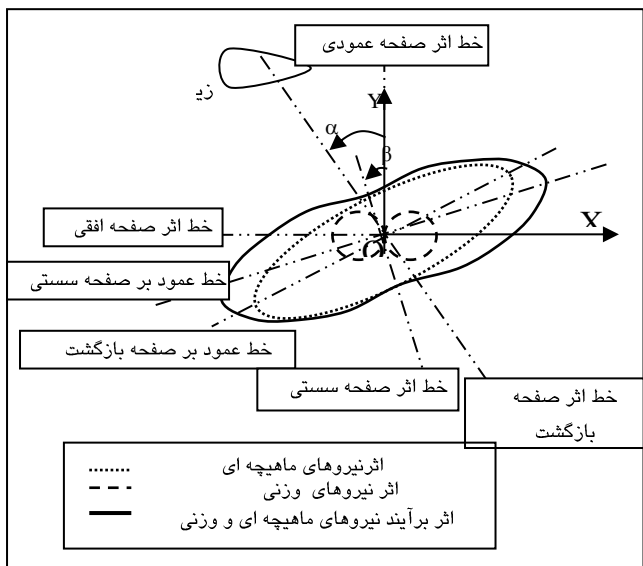 خط اثر صفحه عمودی
زی
Y
α
β
X
O
خط اثر صفحه افقی
خط عمود بر صفحه سستی
خط عمود بر صفحه بازگشت
خط اثر صفحه سستی
خط اثر صفحه
بازگشت
اثرنیروهای ماهیچه ای
اثر نیروهای وزنی
اثر برآیند نیروهای ماهیچه ای و وزنی